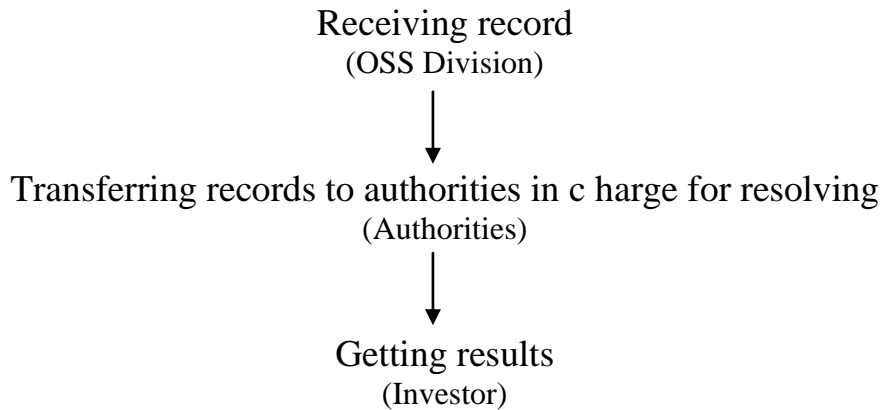 Receiving record
(OSS Division)
Transferring records to authorities in c harge for resolving
(Authorities)
Getting results
(Investor)